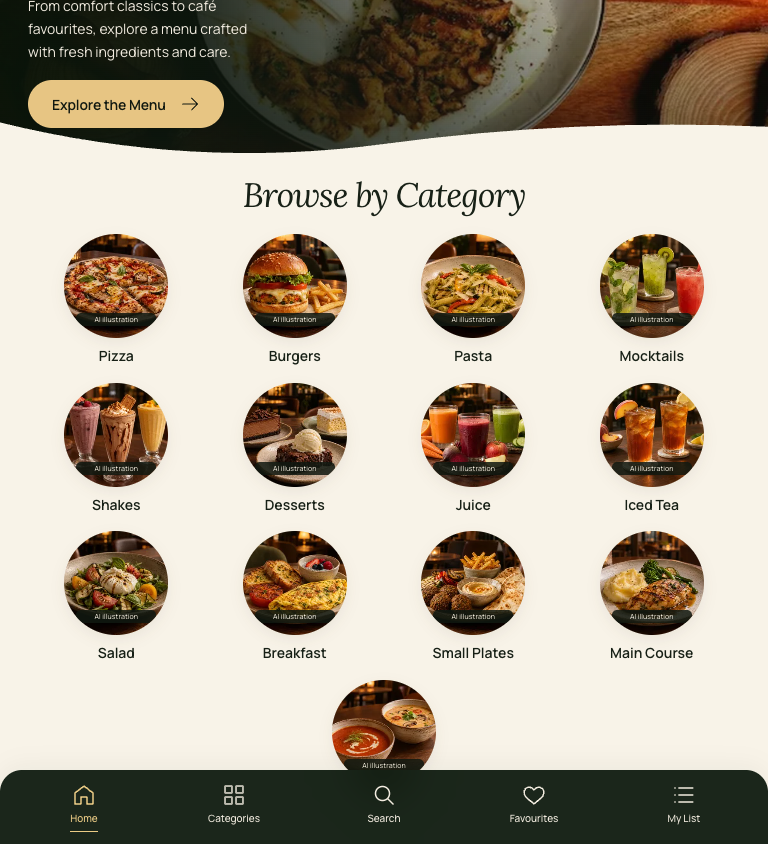 From comfort classics to café
favourites, explore a menu crafted
with fresh ingredients and care.
Explore the Menu
Browse by Category
AI illustration
AI illustration
AI illustration
AI illustration
Pizza
Burgers
Pasta
Mocktails
AI illustration
AI illustration
AI illustration
AI illustration
Shakes
Desserts
Juice
Iced Tea
AI illustration
AI illustration
AI illustration
AI illustration
Salad
Breakfast
Small Plates
Main Course
AI illustration
Home
Categories
Search
Favourites
My List